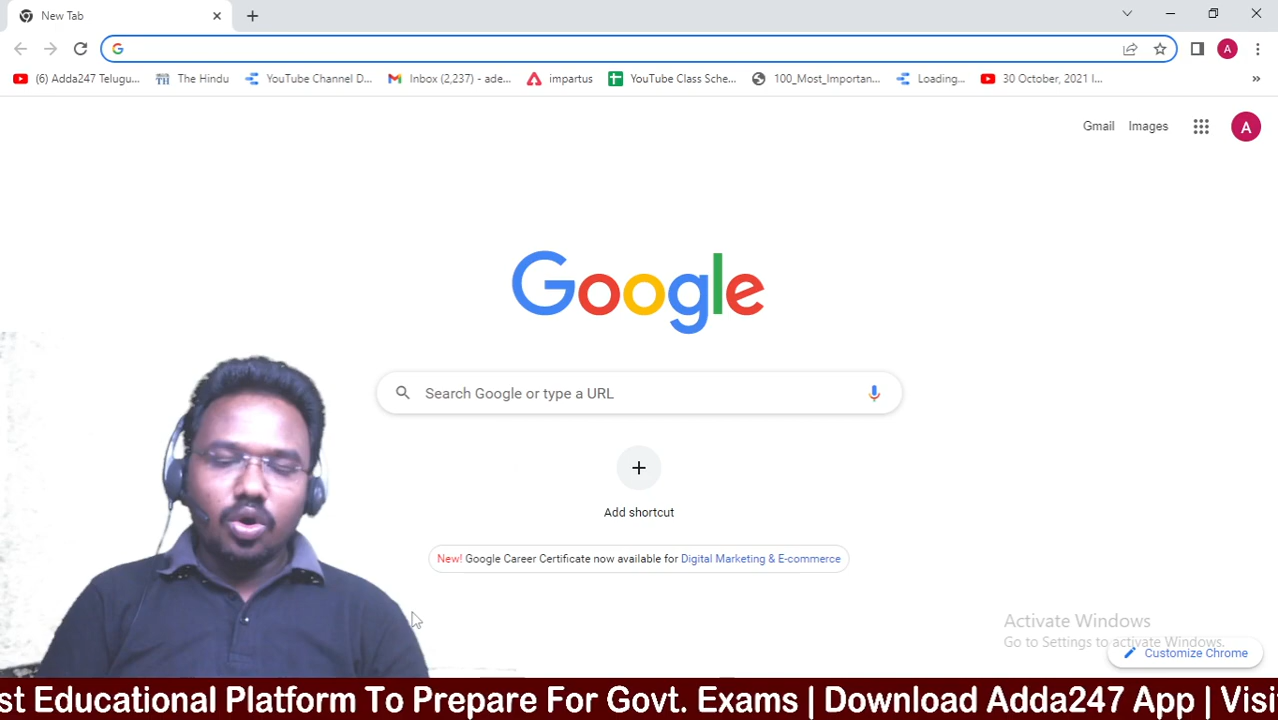 New Tab
(6) Adda247 Telugu...
The Hindu
YouTube Channel D...
Inbox (2,237) - ade...
impartus
YouTube Class Sche...
100_Most_Importan...
Loading...
30 October, 2021 I...
»
A
Gmail
Images
A
Google
Search Google or type a URL
Add shortcut
New! Google Career Certificate now available for Digital Marketing & E-commerce
Activate Windows
Go to Settings to activate Windows.
Customize Chrome
st Educational Platform To Prepare For Govt. Exams | Download Adda247 App | Visi